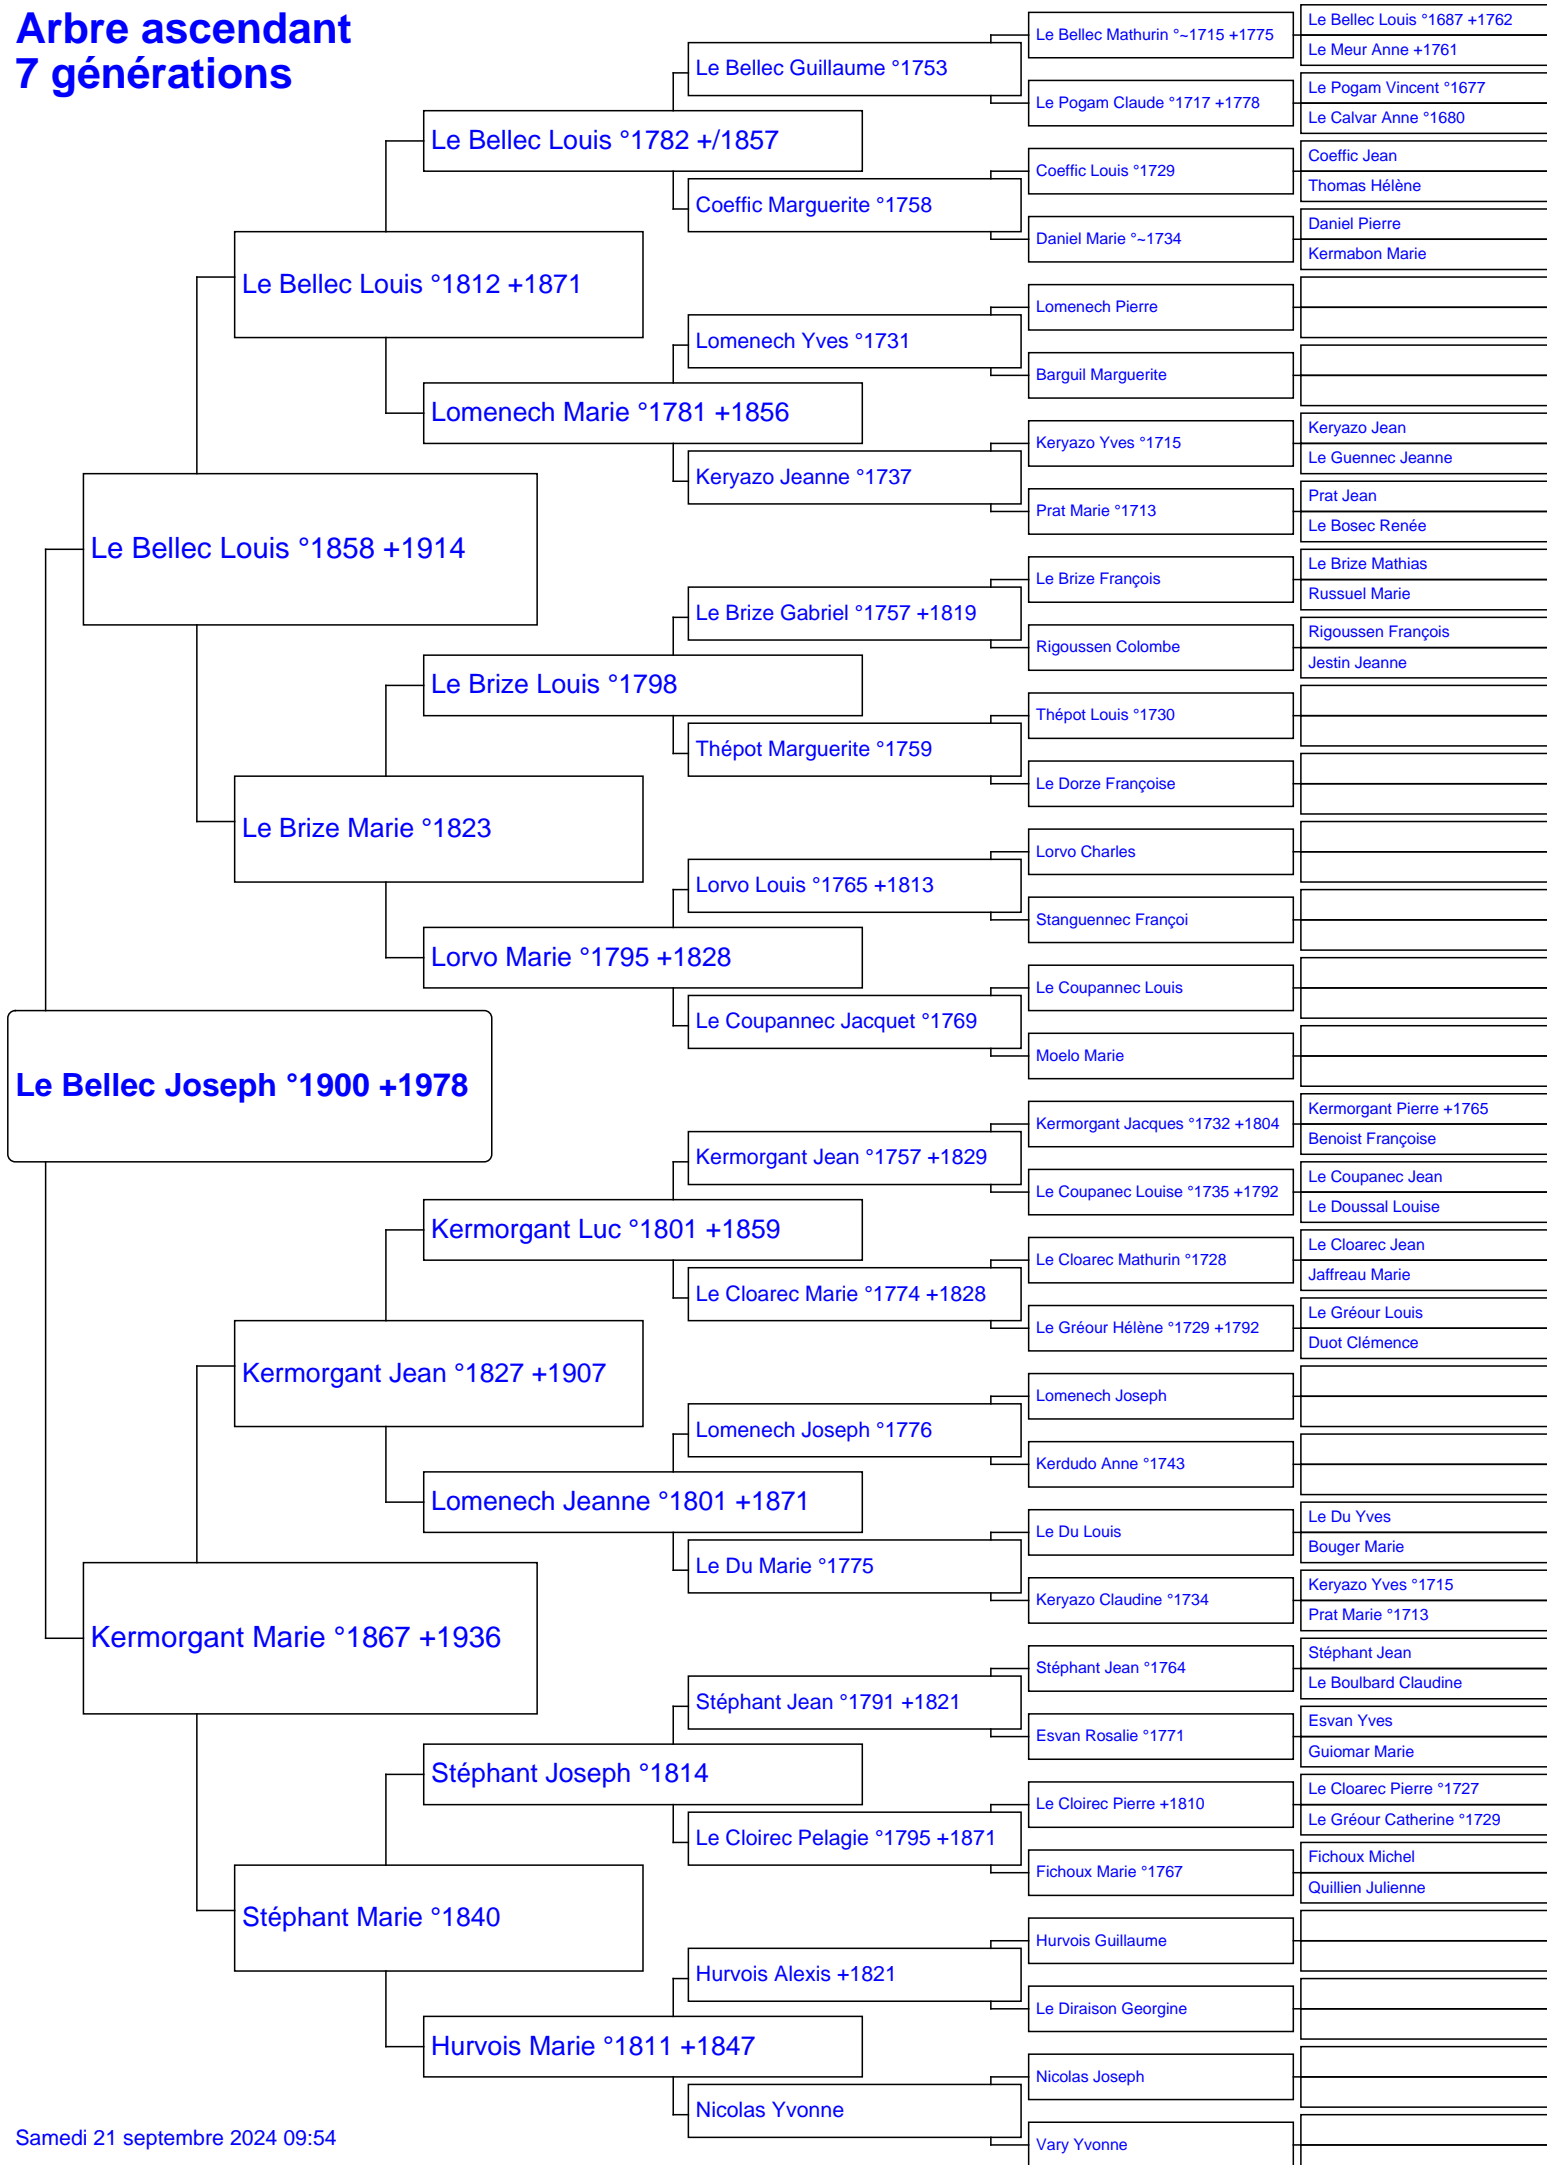 Arbre ascendant
7 générations
Le Bellec Joseph °1900 +1978
Le Bellec Louis °1858 +1914
Kermorgant Marie °1867 +1936
Le Bellec Louis °1812 +1871
Le Brize Marie °1823
Kermorgant Jean °1827 +1907
Stéphant Marie °1840
Le Bellec Louis °1782 +/1857
Lomenech Marie °1781 +1856
Le Brize Louis °1798
Lorvo Marie °1795 +1828
Kermorgant Luc °1801 +1859
Lomenech Jeanne °1801 +1871
Stéphant Joseph °1814
Hurvois Marie °1811 +1847
Le Bellec Guillaume °1753
Coeffic Marguerite °1758
Lomenech Yves °1731
Keryazo Jeanne °1737
Le Brize Gabriel °1757 +1819
Thépot Marguerite °1759
Lorvo Louis °1765 +1813
Le Coupannec Jacquet °1769
Kermorgant Jean °1757 +1829
Le Cloarec Marie °1774 +1828
Lomenech Joseph °1776
Le Du Marie °1775
Stéphant Jean °1791 +1821
Le Cloirec Pelagie °1795 +1871
Hurvois Alexis +1821
Nicolas Yvonne
Le Bellec Mathurin °~1715 +1775
Le Pogam Claude °1717 +1778
Coeffic Louis °1729
Daniel Marie °~1734
Lomenech Pierre
Barguil Marguerite
Keryazo Yves °1715
Prat Marie °1713
Le Brize François
Rigoussen Colombe
Thépot Louis °1730
Le Dorze Françoise
Lorvo Charles
Stanguennec Françoi
Le Coupannec Louis
Moelo Marie
Kermorgant Jacques °1732 +1804
Le Coupanec Louise °1735 +1792
Le Cloarec Mathurin °1728
Le Gréour Hélène °1729 +1792
Lomenech Joseph
Kerdudo Anne °1743
Le Du Louis
Keryazo Claudine °1734
Stéphant Jean °1764
Esvan Rosalie °1771
Le Cloirec Pierre +1810
Fichoux Marie °1767
Hurvois Guillaume
Le Diraison Georgine
Nicolas Joseph
Vary Yvonne
Le Bellec Louis °1687 +1762
Le Meur Anne +1761
Le Pogam Vincent °1677
Le Calvar Anne °1680
Coeffic Jean
Thomas Hélène
Daniel Pierre
Kermabon Marie
Keryazo Jean
Le Guennec Jeanne
Prat Jean
Le Bosec Renée
Le Brize Mathias
Russuel Marie
Rigoussen François
Jestin Jeanne
Kermorgant Pierre +1765
Benoist Françoise
Le Coupanec Jean
Le Doussal Louise
Le Cloarec Jean
Jaffreau Marie
Le Gréour Louis
Duot Clémence
Le Du Yves
Bouger Marie
Keryazo Yves °1715
Prat Marie °1713
Stéphant Jean
Le Boulbard Claudine
Esvan Yves
Guiomar Marie
Le Cloarec Pierre °1727
Le Gréour Catherine °1729
Fichoux Michel
Quillien Julienne
Samedi 21 septembre 2024 09:54